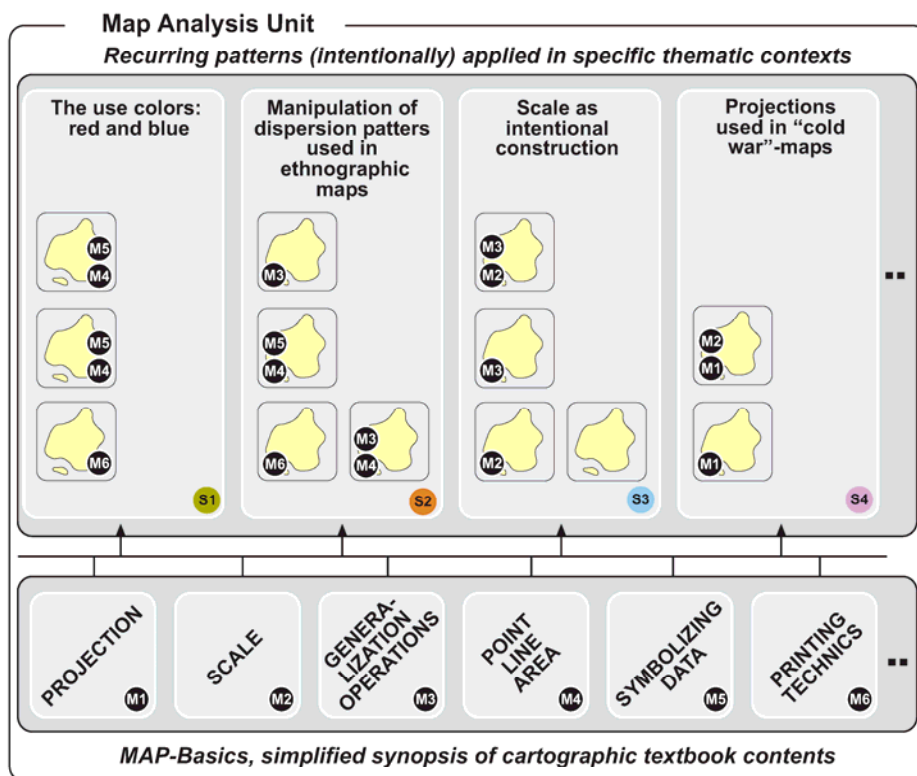 Map Analysis Unit
Recurring patterns (intentionally) applied in specific thematic contexts
The use colors:
red and blue
M5
M4
M5
M4
M6
S1
Manipulation of
dispersion patters
used in
ethnographic
maps
M3
M5
M4
M6
M3
M4
S2
Scale as
intentional
construction
M3
M2
M3
M2
S3
Projections
used in “cold
war”-maps
M2
M1
M1
S4
PROJECTION
M1
SCALE
M2
GENERA-
LIZATION
OPERATIONS
M3
POINT
LINE
AREA
M4
SYMBOLIZING
DATA
M5
PRINTING
TECHNICS
M6
MAP-Basics, simplified synopsis of cartographic textbook contents